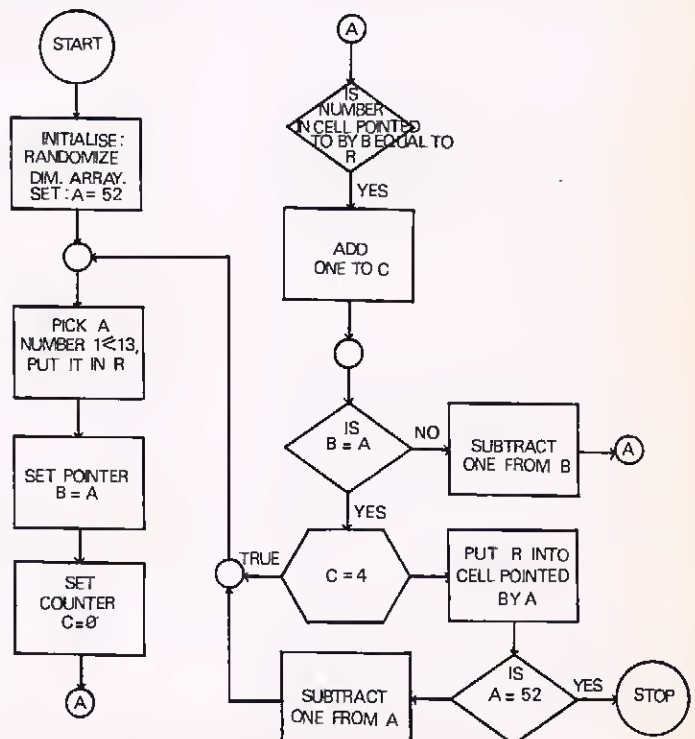 START
INITIALISE:
RANDOMIZE
DIM. ARRAY.
SET: A = 52
PICK A
NUMBER 1⩽13,
PUT IT IN R
SET POINTER
B = A
SET
COUNTER
C=0
A
A
IS
NUMBER
IN CELL POINTED
TO BY B EQUAL TO
R
YES
ADD
ONE TO C
IS
B = A
NO
SUBTRACT
ONE FROM B
A
YES
TRUE
C = 4
PUT R INTO
CELL POINTED
BY A
SUBTRACT
ONE FROM A
IS
A = 52
YES
STOP